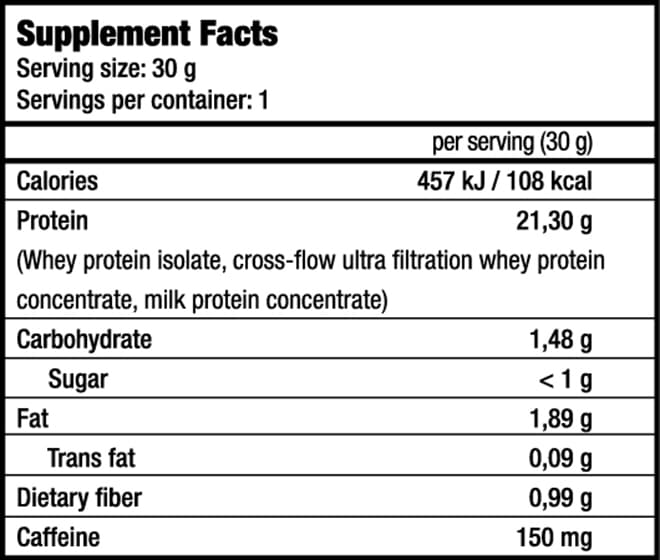 Supplement Facts
Serving size: 30 g
Servings per container: 1
per serving (30 g)
Calories 457 kJ / 108 kcal
Protein 21,30 g
(Whey protein isolate, cross-flow ultra filtration whey protein
concentrate, milk protein concentrate)
Carbohydrate 1,48 g
Sugar < 1 g
Fat 1,89 g
Trans fat 0,09 g
Dietary fiber 0,99 g
Caffeine 150 mg